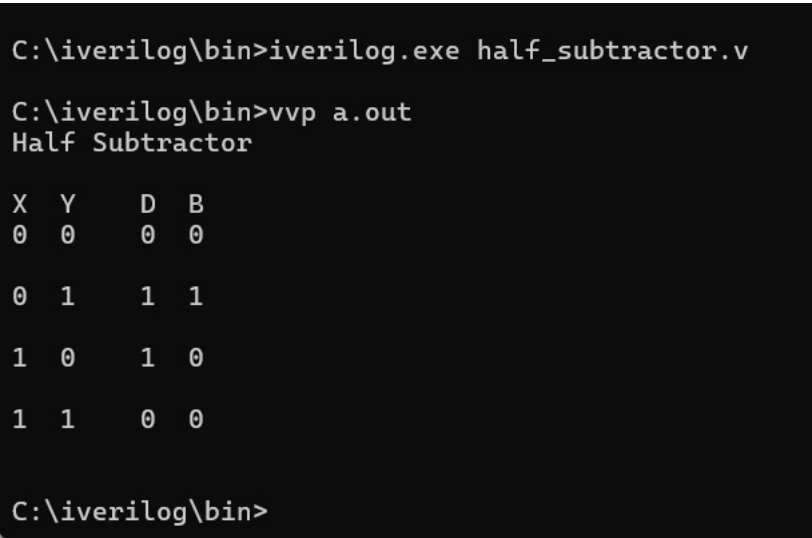 C:\iverilog\bin>iverilog.exe half_subtractor.v
C:\iverilog\bin>vvp a.out
Half Subtractor
X  Y    D  B
0  0    0  0
0  1    1  1
1  0    1  0
1  1    0  0
C:\iverilog\bin>